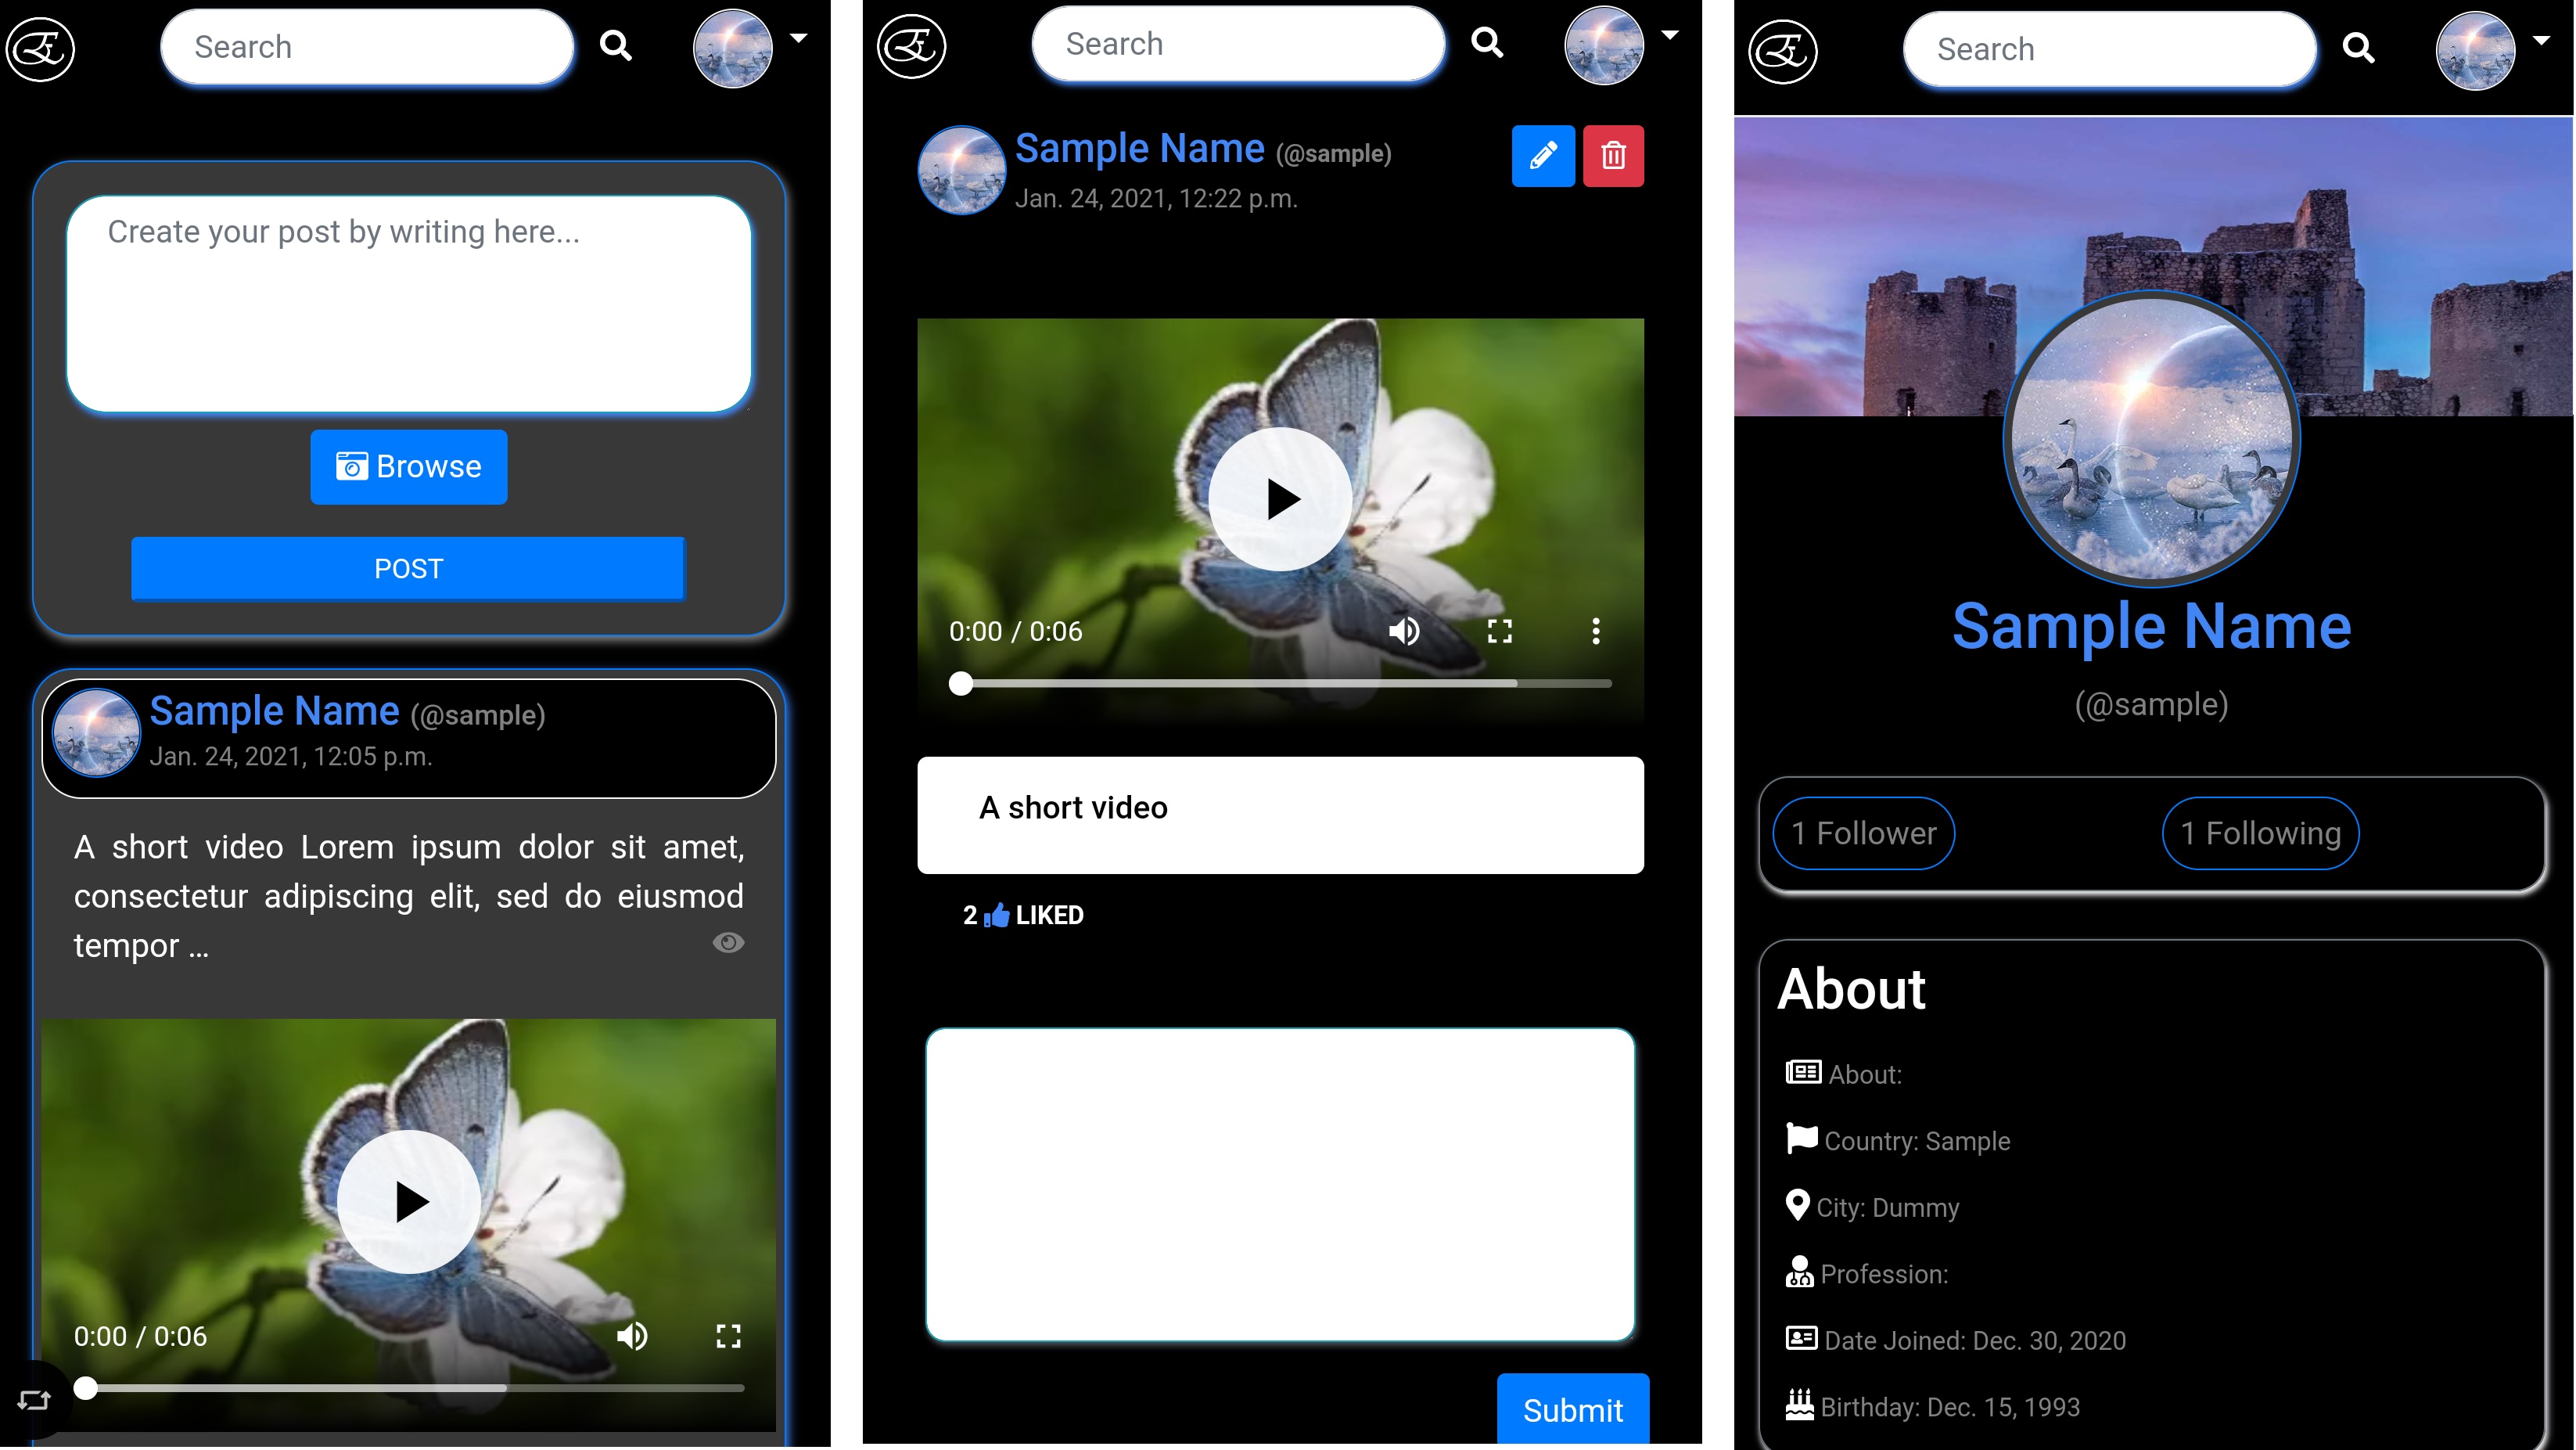 Search
Create your post by writing here...
Browse
POST
Sample Name (@sample)
Jan. 24, 2021, 12:05 p.m.
A short video Lorem ipsum dolor sit amet,
consectetur adipiscing elit, sed do eiusmod
tempor ...
0:00 / 0:06
Search
Sample Name (@sample)
Jan. 24, 2021, 12:22 p.m.
0:00 / 0:06
A short video
2 LIKED
Submit
Search
Sample Name
(@sample)
1 Follower
1 Following
About
About:
Country: Sample
City: Dummy
Profession:
Date Joined: Dec. 30, 2020
Birthday: Dec. 15, 1993